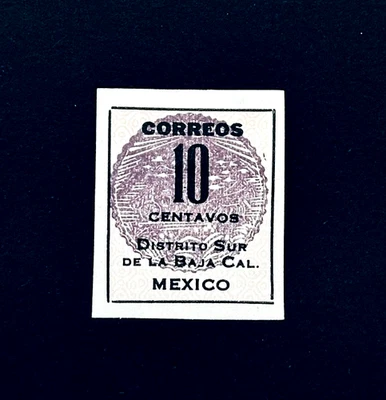 CORREOS
10
CENTAVOS
DISTRITO SUR
DE LA BAJA CAL.
MEXICO